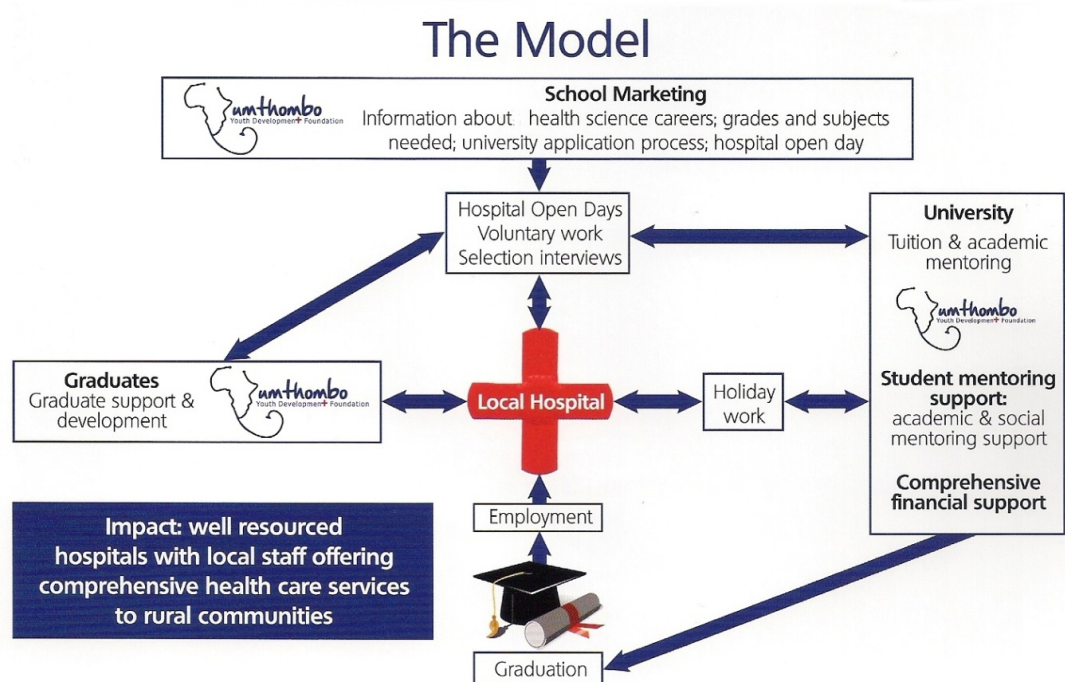 The Model
umthombo
Youth Development Foundation
School Marketing
Information about health science careers; grades and subjects
needed; university application process; hospital open day
Hospital Open Days
Voluntary work
Selection interviews
University
Tuition & academic
mentoring
umthombo
Youth Development Foundation
Student mentoring
support:
academic & social
mentoring support
Comprehensive
financial support
Graduates
Graduate support &
development
umthombo
Youth Development Foundation
Local Hospital
Holiday
work
Employment
Impact: well resourced
hospitals with local staff offering
comprehensive health care services
to rural communities
Graduation